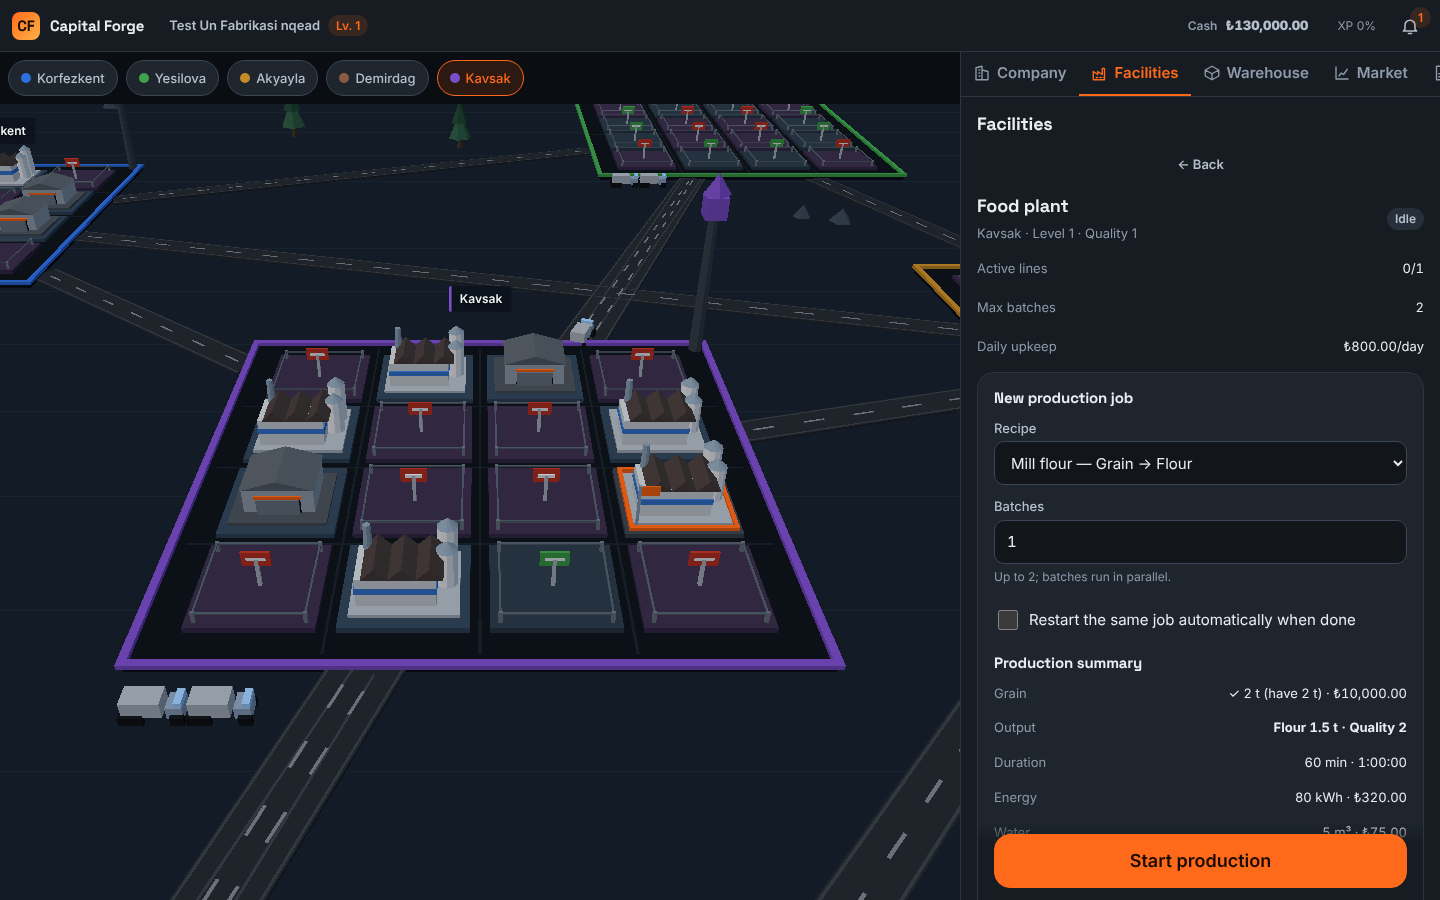 CF Capital Forge Test Un Fabrikasi nqead Lv. 1 Cash ₺130,000.00 XP 0% 1
Korfezkent Yesilova Akyayla Demirdag Kavsak
Company Facilities Warehouse Market
kent
Kavsak
Facilities
← Back
Food plant
Idle
Kavsak · Level 1 · Quality 1
Active lines 0/1
Max batches 2
Daily upkeep ₺800.00/day
New production job
Recipe
Mill flour — Grain → Flour
Batches
1
Up to 2; batches run in parallel.
Restart the same job automatically when done
Production summary
Grain ✓ 2 t (have 2 t) · ₺10,000.00
Output Flour 1.5 t · Quality 2
Duration 60 min · 1:00:00
Energy 80 kWh · ₺320.00
Water 5 m³ · ₺75.00
Start production